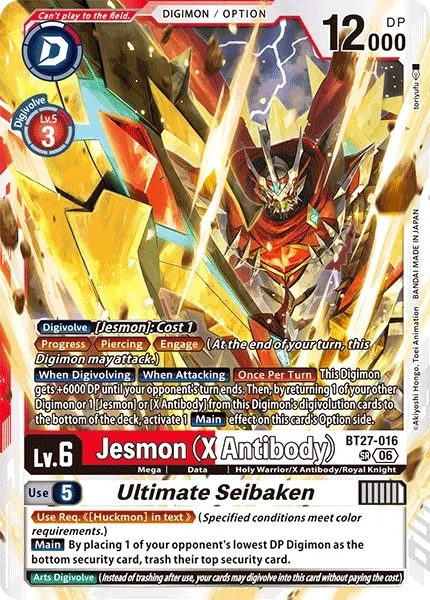 Can't play to the field.
DIGIMON / OPTION
12000 DP
D
Digivolve
Lv.5
3
toriyufu
©Akiyoshi Hongo, Toei Animation BANDAI MADE IN JAPAN
Digivolve [Jesmon]: Cost 1
Progress Piercing Engage (At the end of your turn, this
Digimon may attack.)
When Digivolving When Attacking Once Per Turn This Digimon
gets +6000 DP until your opponent's turn ends. Then, by returning 1 of your other
Digimon or 1 [Jesmon] or [X Antibody] from this Digimon's digivolution cards to
the bottom of the deck, activate 1 Main effect on this card's Option side.
Lv.6
Jesmon (X Antibody)
BT27-016
SR 06
Mega | Data | Holy Warrior/X Antibody/Royal Knight
Use 5
Ultimate Seibaken
Use Req.《[Huckmon] in text》 (Specified conditions meet color
requirements.)
Main By placing 1 of your opponent's lowest DP Digimon as the
bottom security card, trash their top security card.
Arts Digivolve (Instead of trashing after use, your cards may digivolve into this card without paying the cost.)